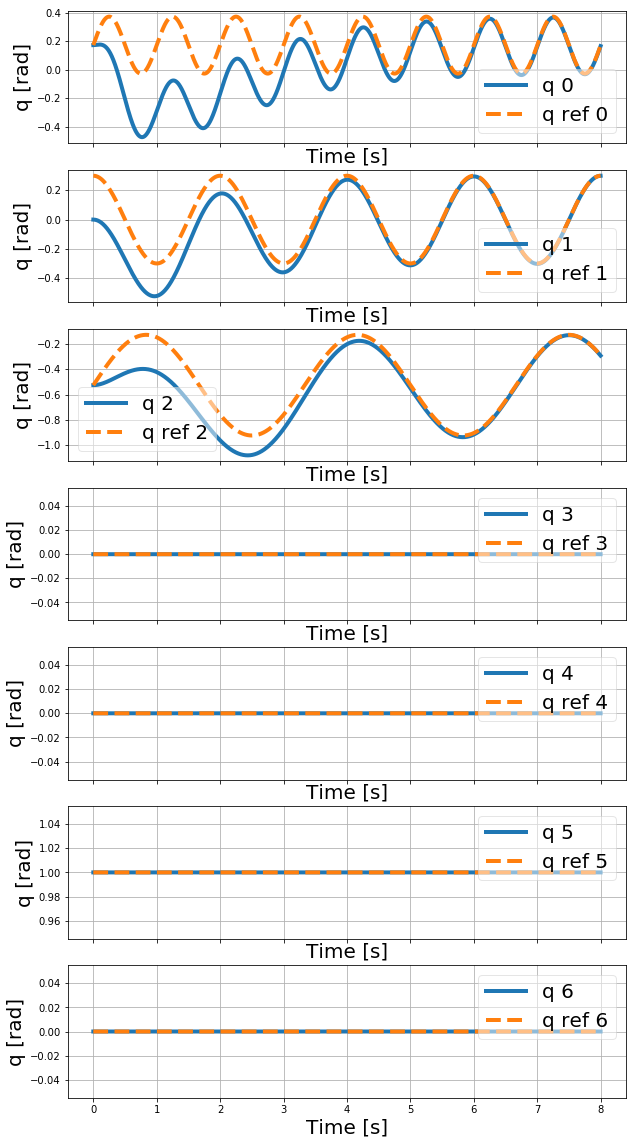 0.4
0.2
0.0
−0.2
−0.4
q [rad]
q 0
q ref 0
Time [s]
0.2
0.0
−0.2
−0.4
q [rad]
q 1
q ref 1
Time [s]
−0.2
−0.4
−0.6
−0.8
−1.0
q [rad]
q 2
q ref 2
Time [s]
0.04
0.02
0.00
−0.02
−0.04
q [rad]
q 3
q ref 3
Time [s]
0.04
0.02
0.00
−0.02
−0.04
q [rad]
q 4
q ref 4
Time [s]
1.04
1.02
1.00
0.98
0.96
q [rad]
q 5
q ref 5
Time [s]
0.04
0.02
0.00
−0.02
−0.04
q [rad]
q 6
q ref 6
0 1 2 3 4 5 6 7 8
Time [s]